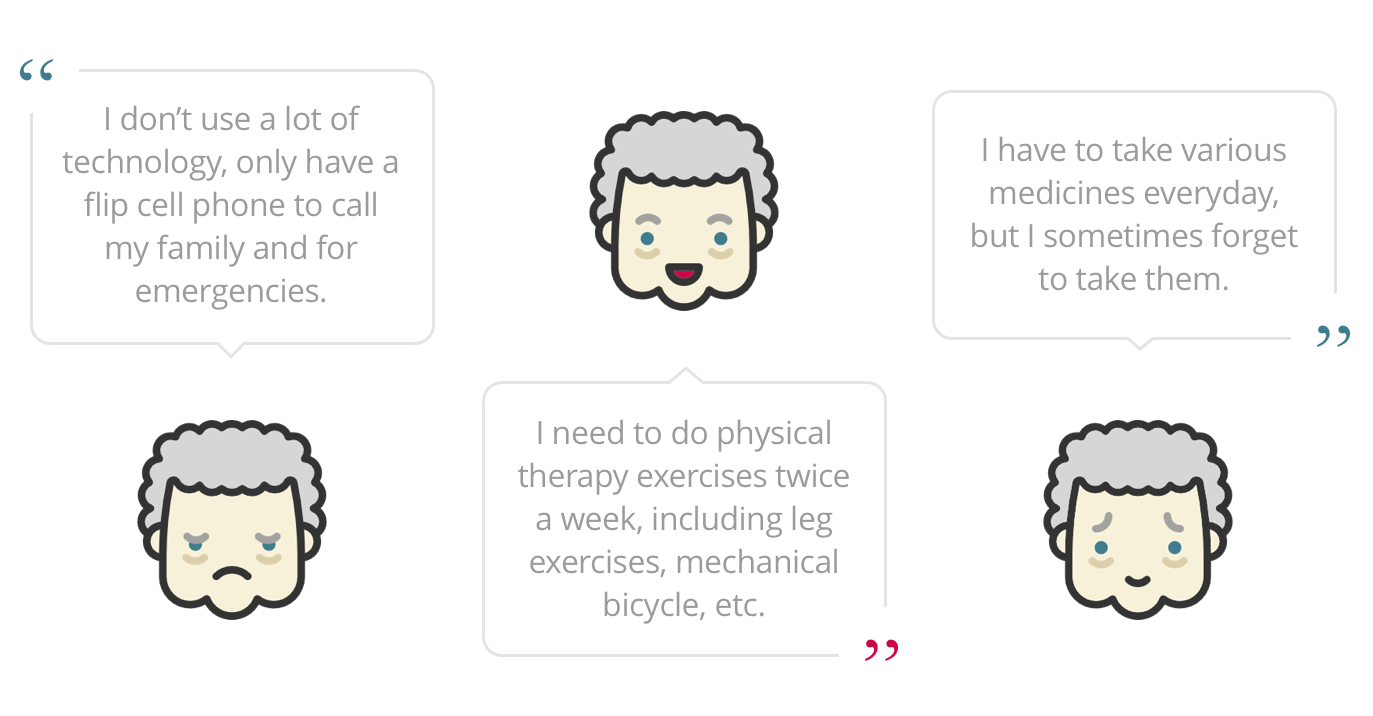 “
I don’t use a lot of
technology, only have a
flip cell phone to call
my family and for
emergencies.
I need to do physical
therapy exercises twice
a week, including leg
exercises, mechanical
bicycle, etc.
”
I have to take various
medicines everyday,
but I sometimes forget
to take them.
”